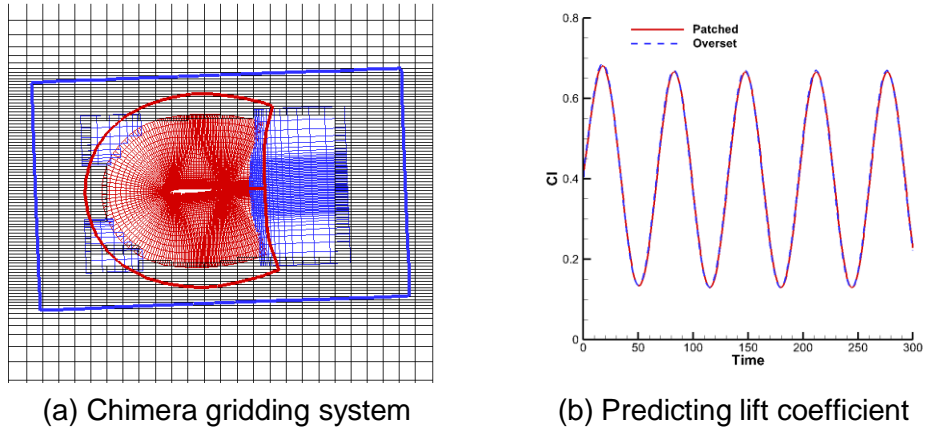 0.8
Patched
Overset
0.6
Cl
0.4
0.2
0
0 50 100 150 200 250 300
Time
(a) Chimera gridding system
(b) Predicting lift coefficient